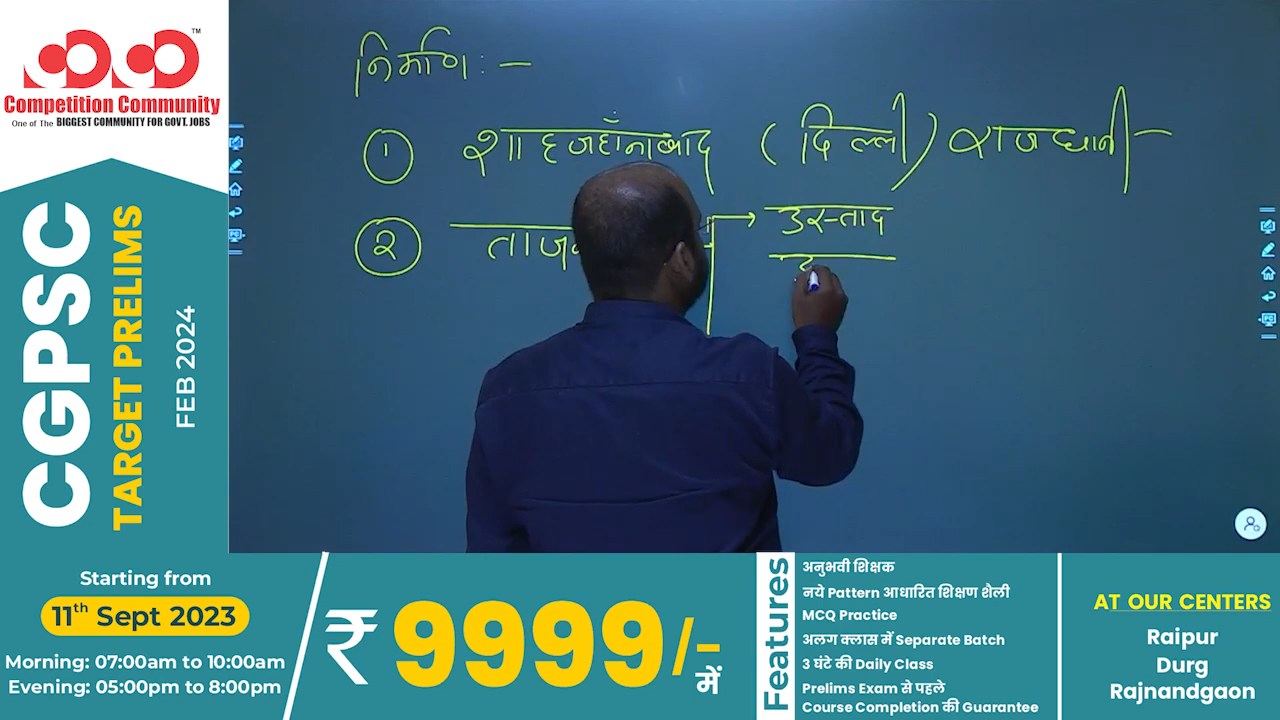 TM
Competition Community
One of The BIGGEST COMMUNITY FOR GOVT. JOBS
CGPSC
TARGET PRELIMS
FEB 2024
निर्माण :-
① शाहजहाँनाबाद (दिल्ली) राजधानी-
② उस्ताद
Starting from
11th Sept 2023
Morning: 07:00am to 10:00am
Evening: 05:00pm to 8:00pm
₹ 9999/- में
Features
अनुभवी शिक्षक
नये Pattern आधारित शिक्षण शैली
MCQ Practice
अलग क्लास में Separate Batch
3 घंटे की Daily Class
Prelims Exam से पहले
Course Completion की Guarantee
AT OUR CENTERS
Raipur
Durg
Rajnandgaon